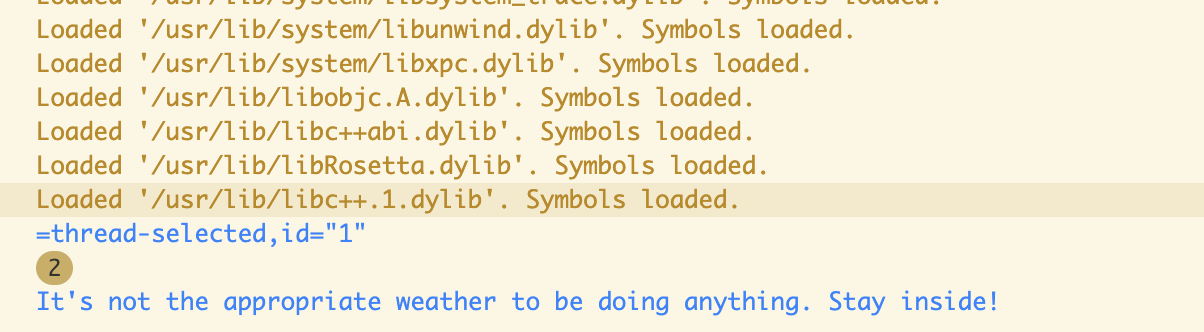 Loaded '/usr/lib/system/libsystem_trace.dylib'. Symbols loaded.
Loaded '/usr/lib/system/libunwind.dylib'. Symbols loaded.
Loaded '/usr/lib/system/libxpc.dylib'. Symbols loaded.
Loaded '/usr/lib/libobjc.A.dylib'. Symbols loaded.
Loaded '/usr/lib/libc++abi.dylib'. Symbols loaded.
Loaded '/usr/lib/libRosetta.dylib'. Symbols loaded.
Loaded '/usr/lib/libc++.1.dylib'. Symbols loaded.
=thread-selected,id="1"
2
It's not the appropriate weather to be doing anything. Stay inside!